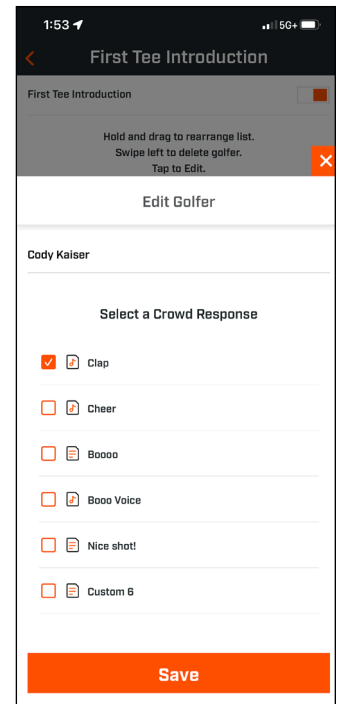 1:53
5G+
First Tee Introduction
First Tee Introduction
Hold and drag to rearrange list.
Swipe left to delete golfer.
Tap to Edit.
Edit Golfer
Cody Kaiser
Select a Crowd Response
Clap
Cheer
Boooo
Booo Voice
Nice shot!
Custom 6
Save